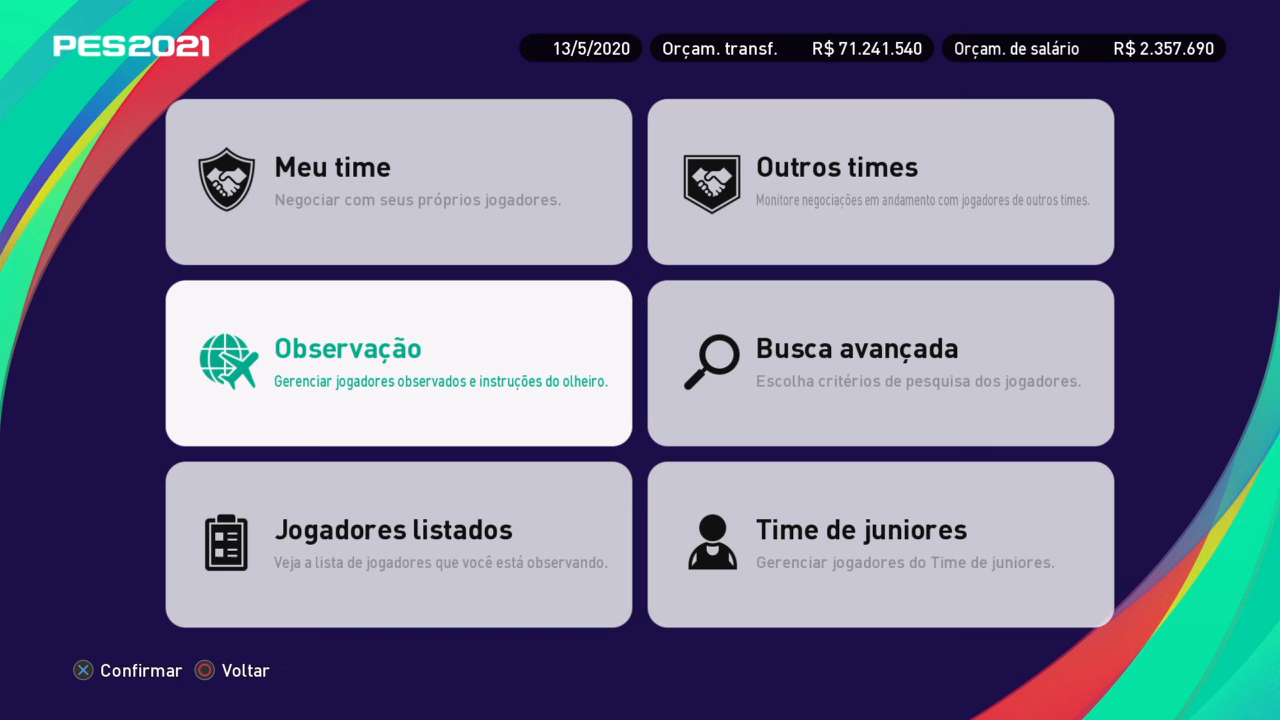 PES2021
13/5/2020
Orçam. transf. R$ 71.241.540
Orçam. de salário R$ 2.357.690
Meu time
Negociar com seus próprios jogadores.
Outros times
Monitore negociações em andamento com jogadores de outros times.
Observação
Gerenciar jogadores observados e instruções do olheiro.
Busca avançada
Escolha critérios de pesquisa dos jogadores.
Jogadores listados
Veja a lista de jogadores que você está observando.
Time de juniores
Gerenciar jogadores do Time de juniores.
Confirmar Voltar